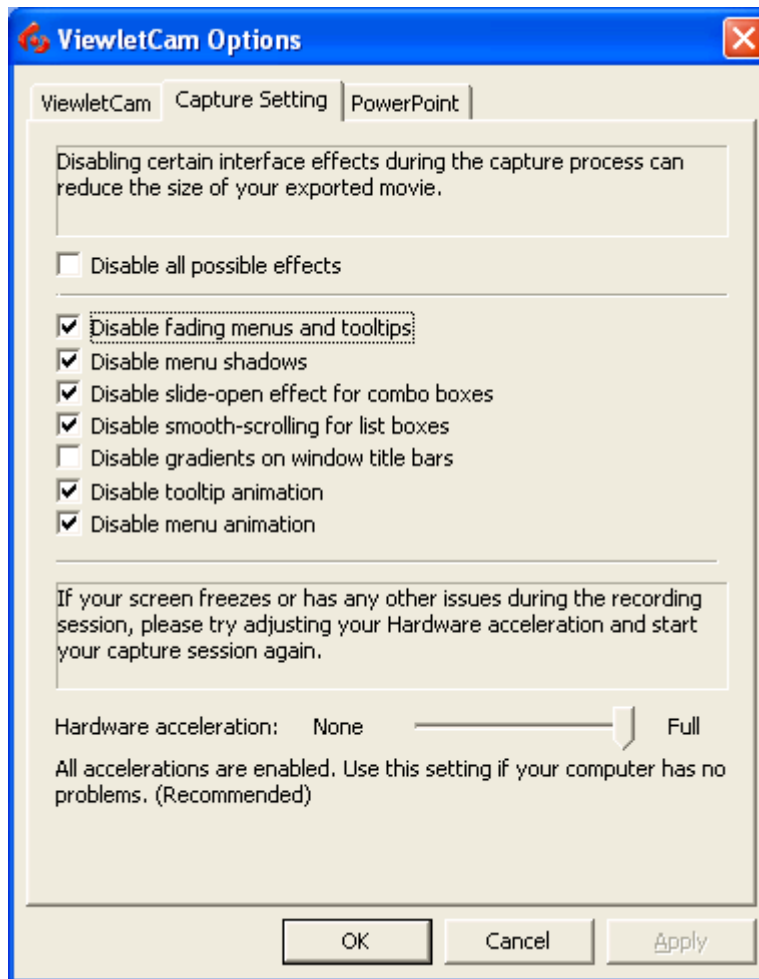 ViewletCam Options
ViewletCam
Capture Setting
PowerPoint
Disabling certain interface effects during the capture process can
reduce the size of your exported movie.
Disable all possible effects
Disable fading menus and tooltips
Disable menu shadows
Disable slide-open effect for combo boxes
Disable smooth-scrolling for list boxes
Disable gradients on window title bars
Disable tooltip animation
Disable menu animation
If your screen freezes or has any other issues during the recording
session, please try adjusting your Hardware acceleration and start
your capture session again.
Hardware acceleration: None Full
All accelerations are enabled. Use this setting if your computer has no
problems. (Recommended)
OK Cancel Apply